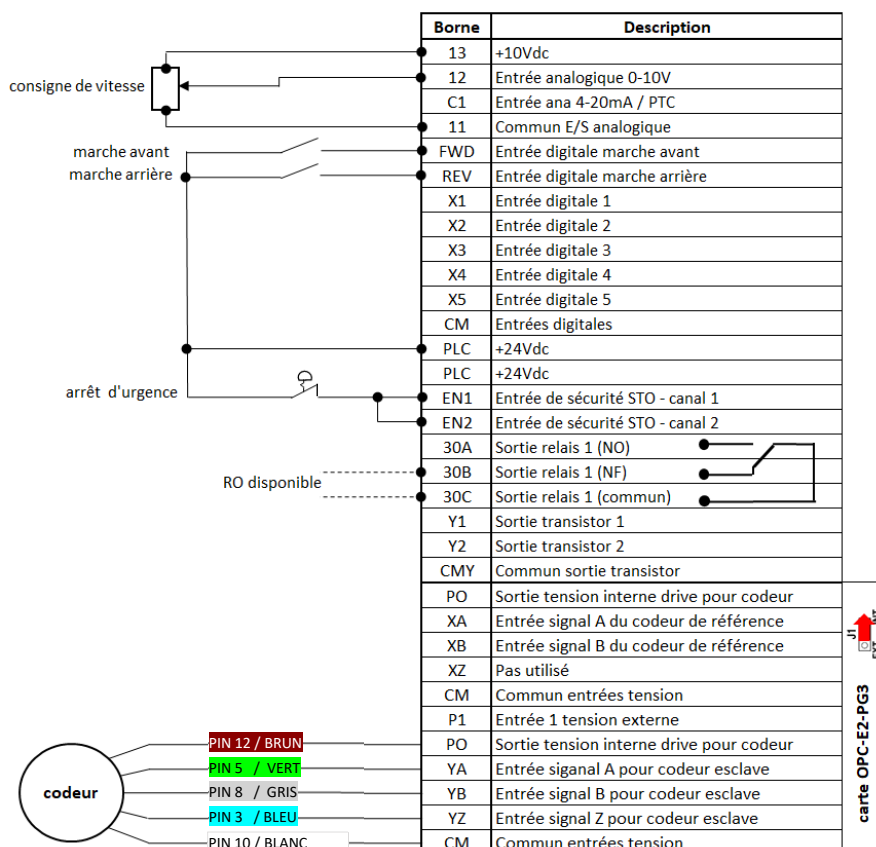 Borne Description
13 +10Vdc
consigne de vitesse 12 Entrée analogique 0-10V
C1 Entrée ana 4-20mA / PTC
11 Commun E/S analogique
marche avant FWD Entrée digitale marche avant
marche arrière REV Entrée digitale marche arrière
X1 Entrée digitale 1
X2 Entrée digitale 2
X3 Entrée digitale 3
X4 Entrée digitale 4
X5 Entrée digitale 5
CM Entrées digitales
PLC +24Vdc
PLC +24Vdc
arrêt d'urgence EN1 Entrée de sécurité STO - canal 1
EN2 Entrée de sécurité STO - canal 2
30A Sortie relais 1 (NO)
RO disponible 30B Sortie relais 1 (NF)
30C Sortie relais 1 (commun)
Y1 Sortie transistor 1
Y2 Sortie transistor 2
CMY Commun sortie transistor
PO Sortie tension interne drive pour codeur
XA Entrée signal A du codeur de référence
XB Entrée signal B du codeur de référence
XZ Pas utilisé
CM Commun entrées tension
P1 Entrée 1 tension externe
PIN 12 / BRUN PO Sortie tension interne drive pour codeur
PIN 5 / VERT YA Entrée siganal A pour codeur esclave
codeur PIN 8 / GRIS YB Entrée signal B pour codeur esclave
PIN 3 / BLEU YZ Entrée signal Z pour codeur esclave
PIN 10 / BLANC CM Commun entrées tension
J1
INT
EXT
carte OPC-E2-PG3